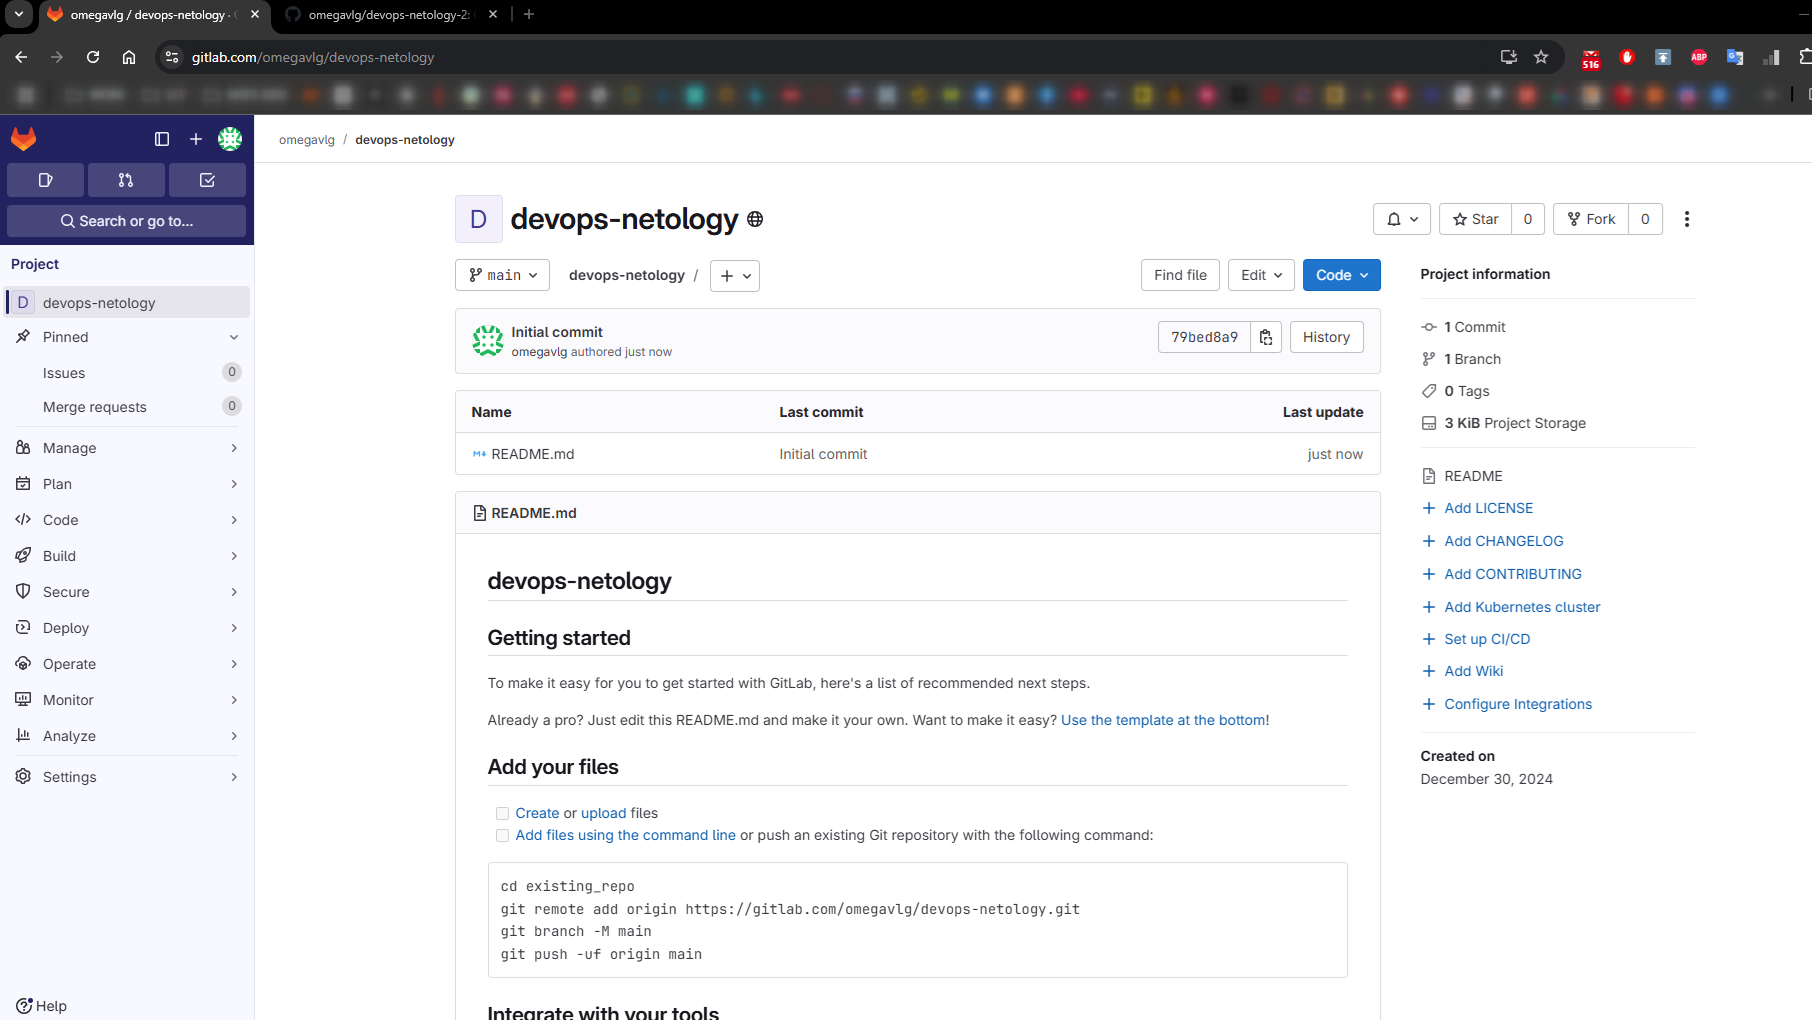 omegavlg / devops-netology ·
omegavlg/devops-netology-2:
gitlab.com/omegavlg/devops-netology
516
ABP
omegavlg / devops-netology
Search or go to...
Project
D devops-netology
Pinned
Issues 0
Merge requests 0
Manage
Plan
Code
Build
Secure
Deploy
Operate
Monitor
Analyze
Settings
Help
D devops-netology
Star 0
Fork 0
main
devops-netology /
Find file
Edit
Code
Initial commit
omegavlg authored just now
79bed8a9
History
Name Last commit Last update
README.md Initial commit just now
README.md
devops-netology
Getting started
To make it easy for you to get started with GitLab, here's a list of recommended next steps.
Already a pro? Just edit this README.md and make it your own. Want to make it easy? Use the template at the bottom!
Add your files
Create or upload files
Add files using the command line or push an existing Git repository with the following command:
cd existing_repo
git remote add origin https://gitlab.com/omegavlg/devops-netology.git
git branch -M main
git push -uf origin main
Integrate with your tools
Project information
1 Commit
1 Branch
0 Tags
3 KiB Project Storage
README
Add LICENSE
Add CHANGELOG
Add CONTRIBUTING
Add Kubernetes cluster
Set up CI/CD
Add Wiki
Configure Integrations
Created on
December 30, 2024